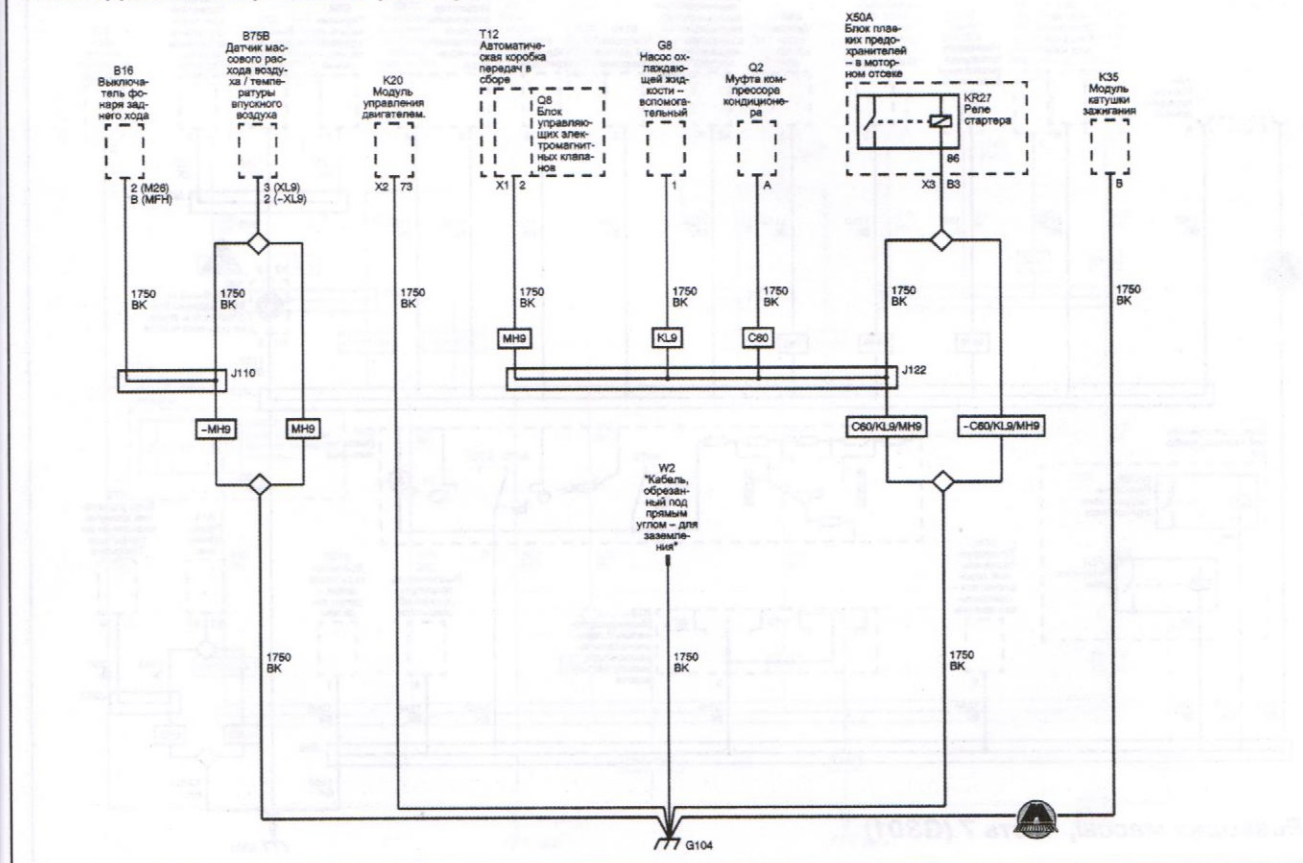 B16
Выключа-
тель фо-
наря зад-
него хода
B75B
Датчик мас-
сового рас-
хода возду-
ха / темпе-
ратуры
впускного
воздуха
K20
Модуль
управления
двигателем.
T12
Автоматиче-
ская коробка
передач в
сборе
Q8
Блок
управляю-
щих элек-
тромагнит-
ных клапа-
нов
G8
Насос ох-
лаждаю-
щей жид-
кости –
вспомога-
тельный
Q2
Муфта ком-
прессора
кондиционе-
ра
X50A
Блок плав-
ких предо-
хранителей
– в мотор-
ном отсеке
KR27
Реле
стартера
86
K35
Модуль
катушки
зажигания
2 (M26)
B (MFH)
3 (XL9)
2 (-XL9)
X2 73
X1 2
1
A
X3 B3
B
1750
BK
1750
BK
1750
BK
1750
BK
1750
BK
1750
BK
1750
BK
1750
BK
MH9
KL9
C60
J110
J122
-MH9
MH9
C60/KL9/MH9
-C60/KL9/MH9
W2
"Кабель,
обрезан-
ный под
прямым
углом – для
заземле-
ния"
1750
BK
1750
BK
1750
BK
G104